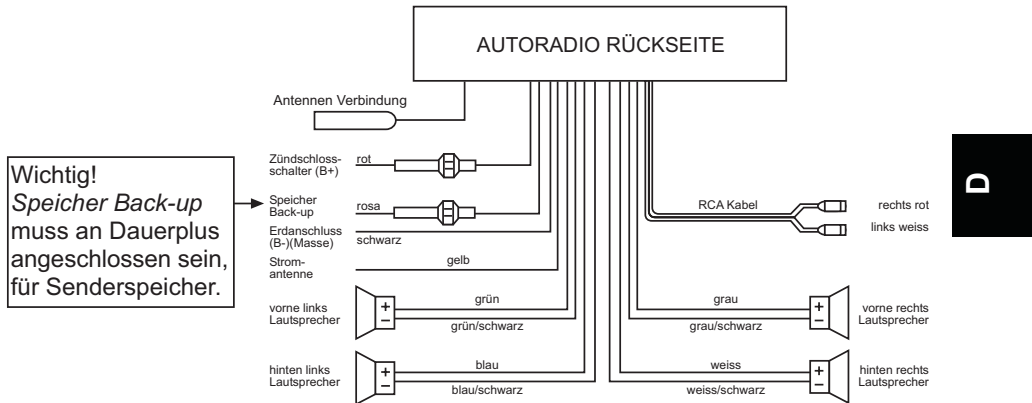 AUTORADIO RÜCKSEITE
Antennen Verbindung
Wichtig!
Speicher Back-up
muss an Dauerplus
angeschlossen sein,
für Senderspeicher.
Zündschloss-
schalter (B+)
rot
Speicher
Back-up
rosa
Erdanschluss
(B-)(Masse)
schwarz
Strom-
antenne
gelb
vorne links
Lautsprecher
+
−
grün
grün/schwarz
hinten links
Lautsprecher
+
−
blau
blau/schwarz
RCA Kabel
rechts rot
links weiss
grau
grau/schwarz
+
−
vorne rechts
Lautsprecher
weiss
weiss/schwarz
+
−
hinten rechts
Lautsprecher
D